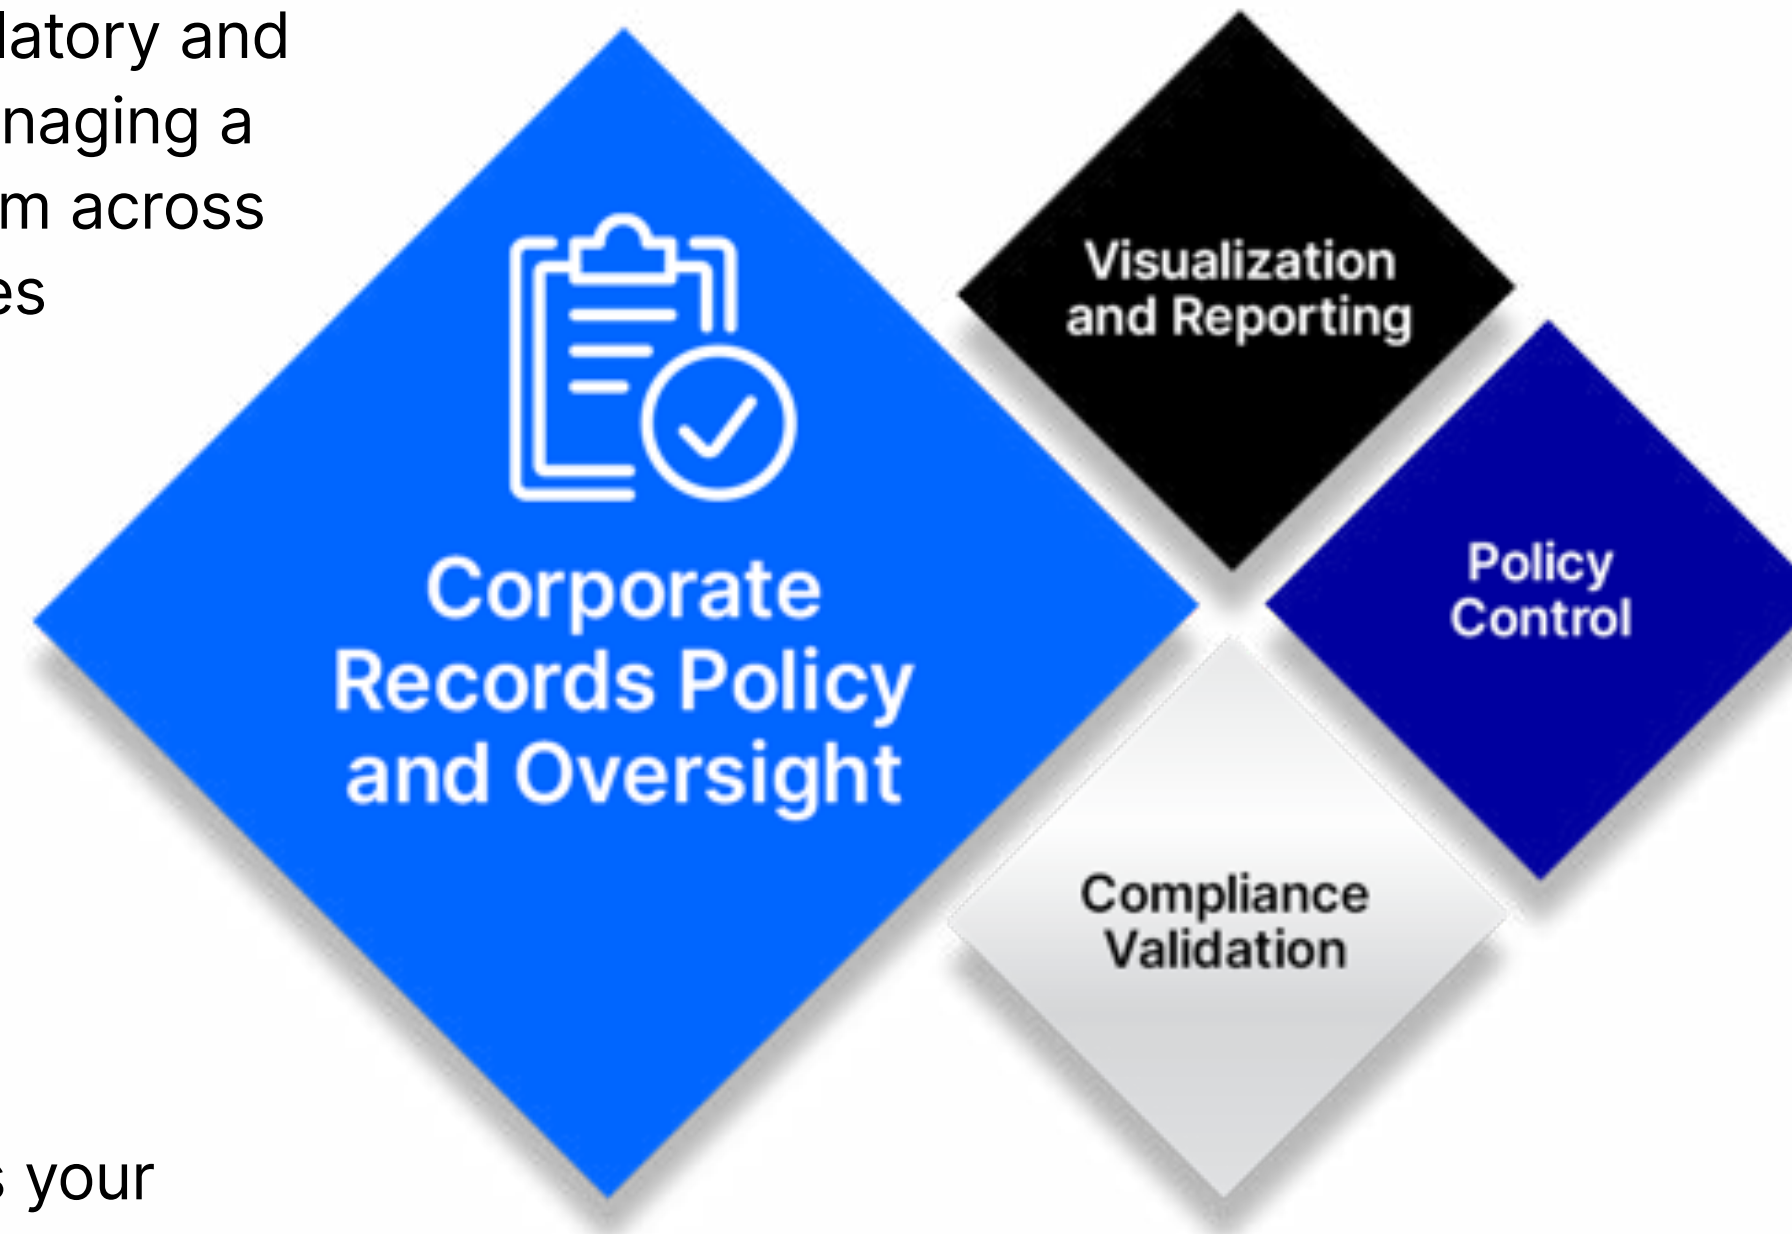 latory and
naging a
m across
es
Corporate
Records Policy
and Oversight
Visualization
and Reporting
Policy
Control
Compliance
Validation
s your